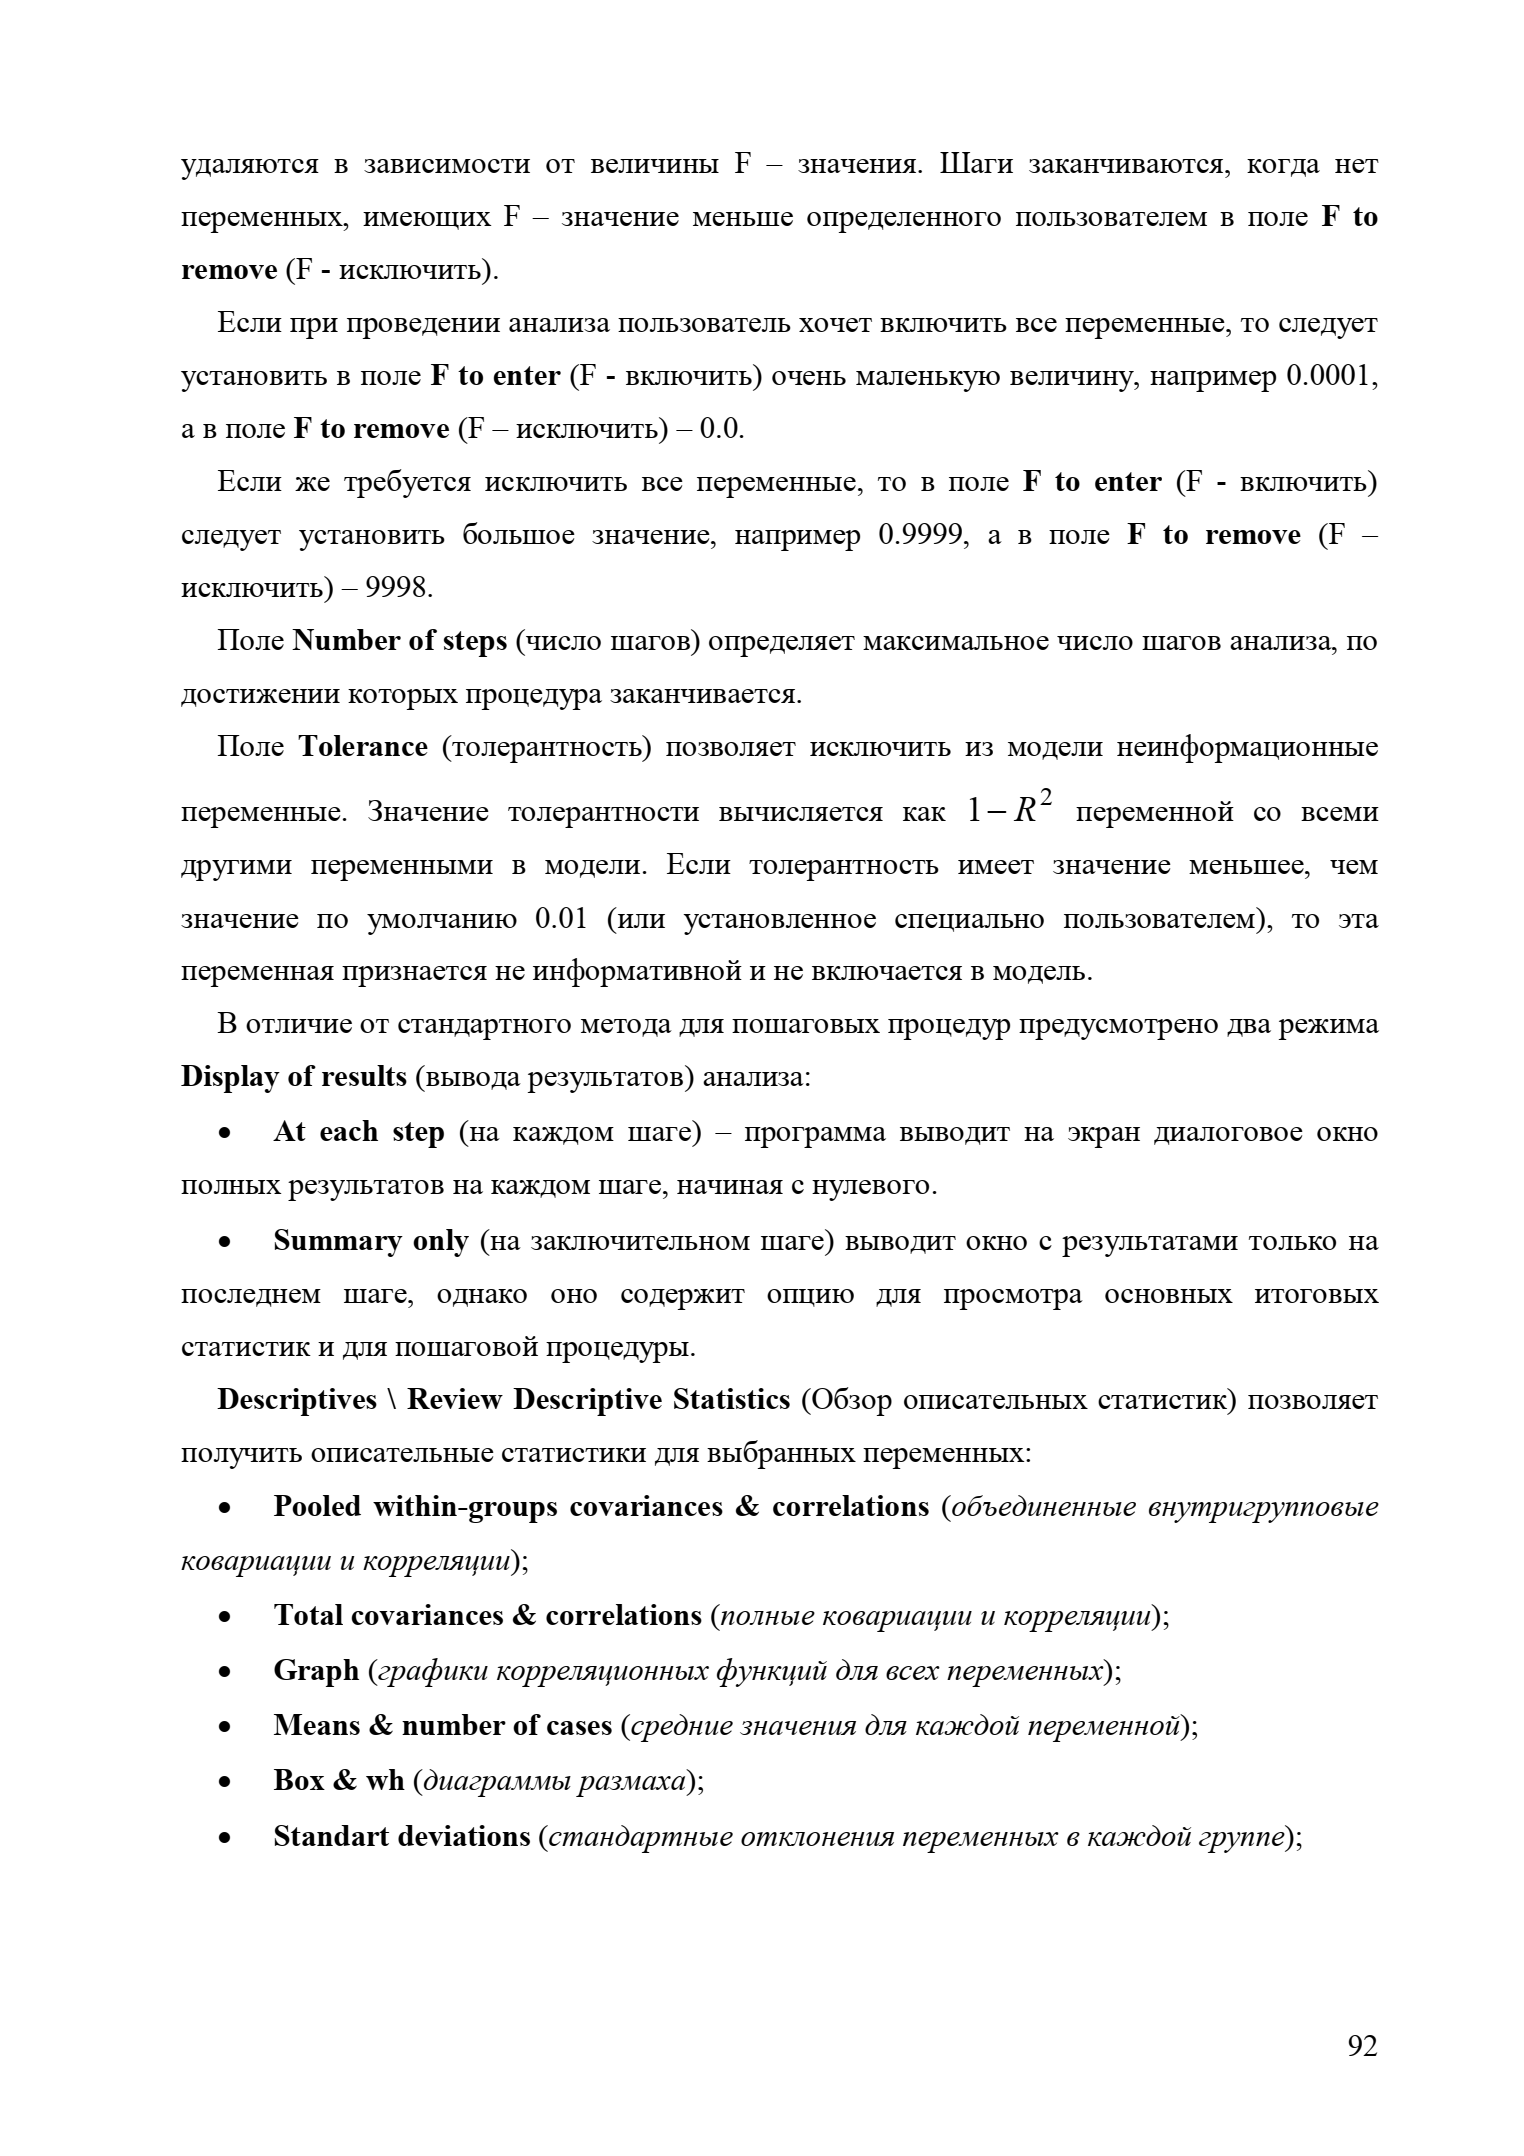 удаляются в зависимости от величины F – значения. Шаги заканчиваются, когда нет
переменных, имеющих F – значение меньше определенного пользователем в поле F to
remove (F - исключить).
Если при проведении анализа пользователь хочет включить все переменные, то следует
установить в поле F to enter (F - включить) очень маленькую величину, например 0.0001,
а в поле F to remove (F – исключить) – 0.0.
Если же требуется исключить все переменные, то в поле F to enter (F - включить)
следует установить большое значение, например 0.9999, а в поле F to remove (F –
исключить) – 9998.
Поле Number of steps (число шагов) определяет максимальное число шагов анализа, по
достижении которых процедура заканчивается.
Поле Tolerance (толерантность) позволяет исключить из модели неинформационные
переменные. Значение толерантности вычисляется как 1 – R² переменной со всеми
другими переменными в модели. Если толерантность имеет значение меньшее, чем
значение по умолчанию 0.01 (или установленное специально пользователем), то эта
переменная признается не информативной и не включается в модель.
В отличие от стандартного метода для пошаговых процедур предусмотрено два режима
Display of results (вывода результатов) анализа:
• At each step (на каждом шаге) – программа выводит на экран диалоговое окно
полных результатов на каждом шаге, начиная с нулевого.
• Summary only (на заключительном шаге) выводит окно с результатами только на
последнем шаге, однако оно содержит опцию для просмотра основных итоговых
статистик и для пошаговой процедуры.
Descriptives \ Review Descriptive Statistics (Обзор описательных статистик) позволяет
получить описательные статистики для выбранных переменных:
• Pooled within-groups covariances & correlations (объединенные внутригрупповые
ковариации и корреляции);
• Total covariances & correlations (полные ковариации и корреляции);
• Graph (графики корреляционных функций для всех переменных);
• Means & number of cases (средние значения для каждой переменной);
• Box & wh (диаграммы размаха);
• Standart deviations (стандартные отклонения переменных в каждой группе);
92